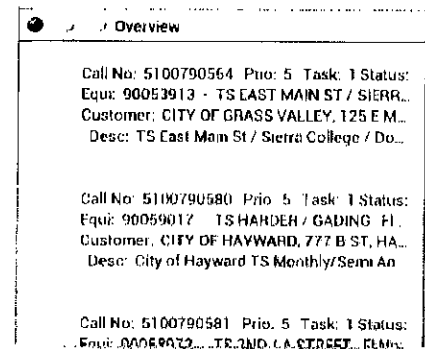 Overview
Call No: 5100790564 Prio: 5 Task: 1 Status:
Equi: 90053913 - TS EAST MAIN ST / SIERR...
Customer: CITY OF GRASS VALLEY, 125 E M...
Desc: TS East Main St / Sierra College / Do...
Call No: 5100790580 Prio: 5 Task: 1 Status:
Equi: 90059017 TS HARDER / GADING
Customer: CITY OF HAYWARD, 777 B ST, HA...
Desc: City of Hayward TS Monthly/Semi An
Call No: 5100790581 Prio: 5 Task: 1 Status:
Equi: TS 2ND